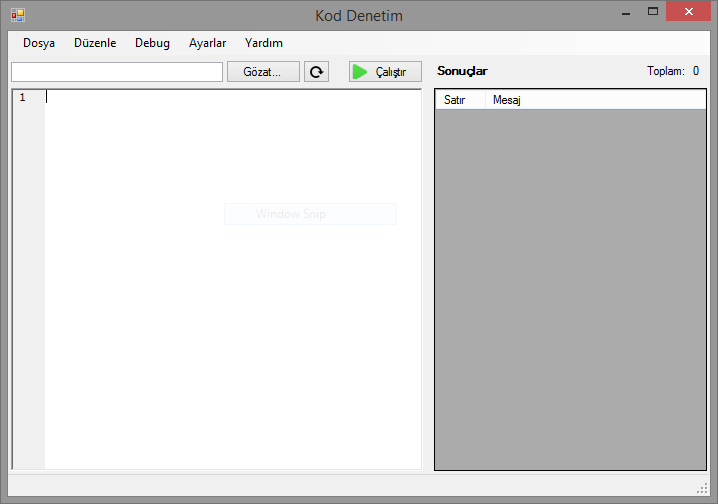 Kod Denetim
Dosya Düzenle Debug Ayarlar Yardım
Gözat... Çalıştır Sonuçlar Toplam: 0
1 Satır Mesaj
Window Snip